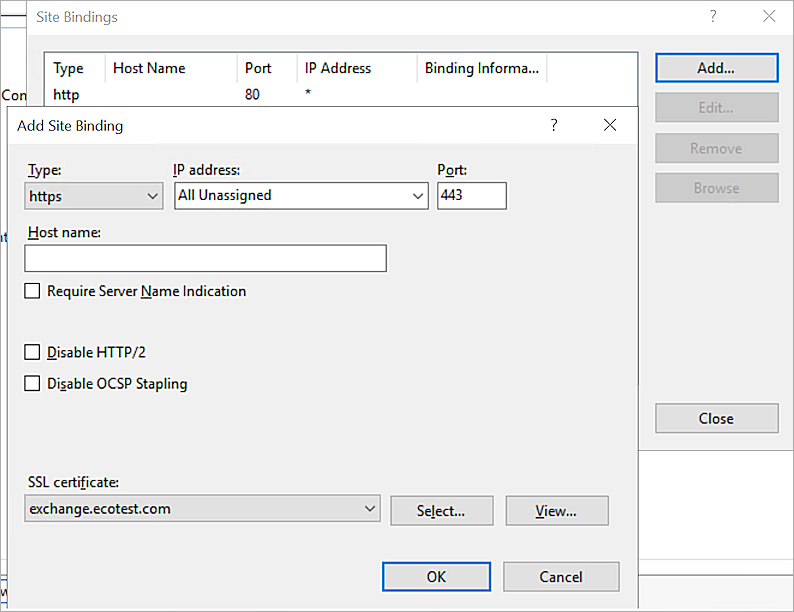 Site Bindings
?
Type Host Name Port IP Address Binding Informa...
http 80 *
Add...
Edit...
Remove
Browse
Close
Con
Add Site Binding
?
Type: IP address: Port:
https All Unassigned 443
Host name:
Require Server Name Indication
Disable HTTP/2
Disable OCSP Stapling
SSL certificate:
exchange.ecotest.com Select... View...
OK Cancel